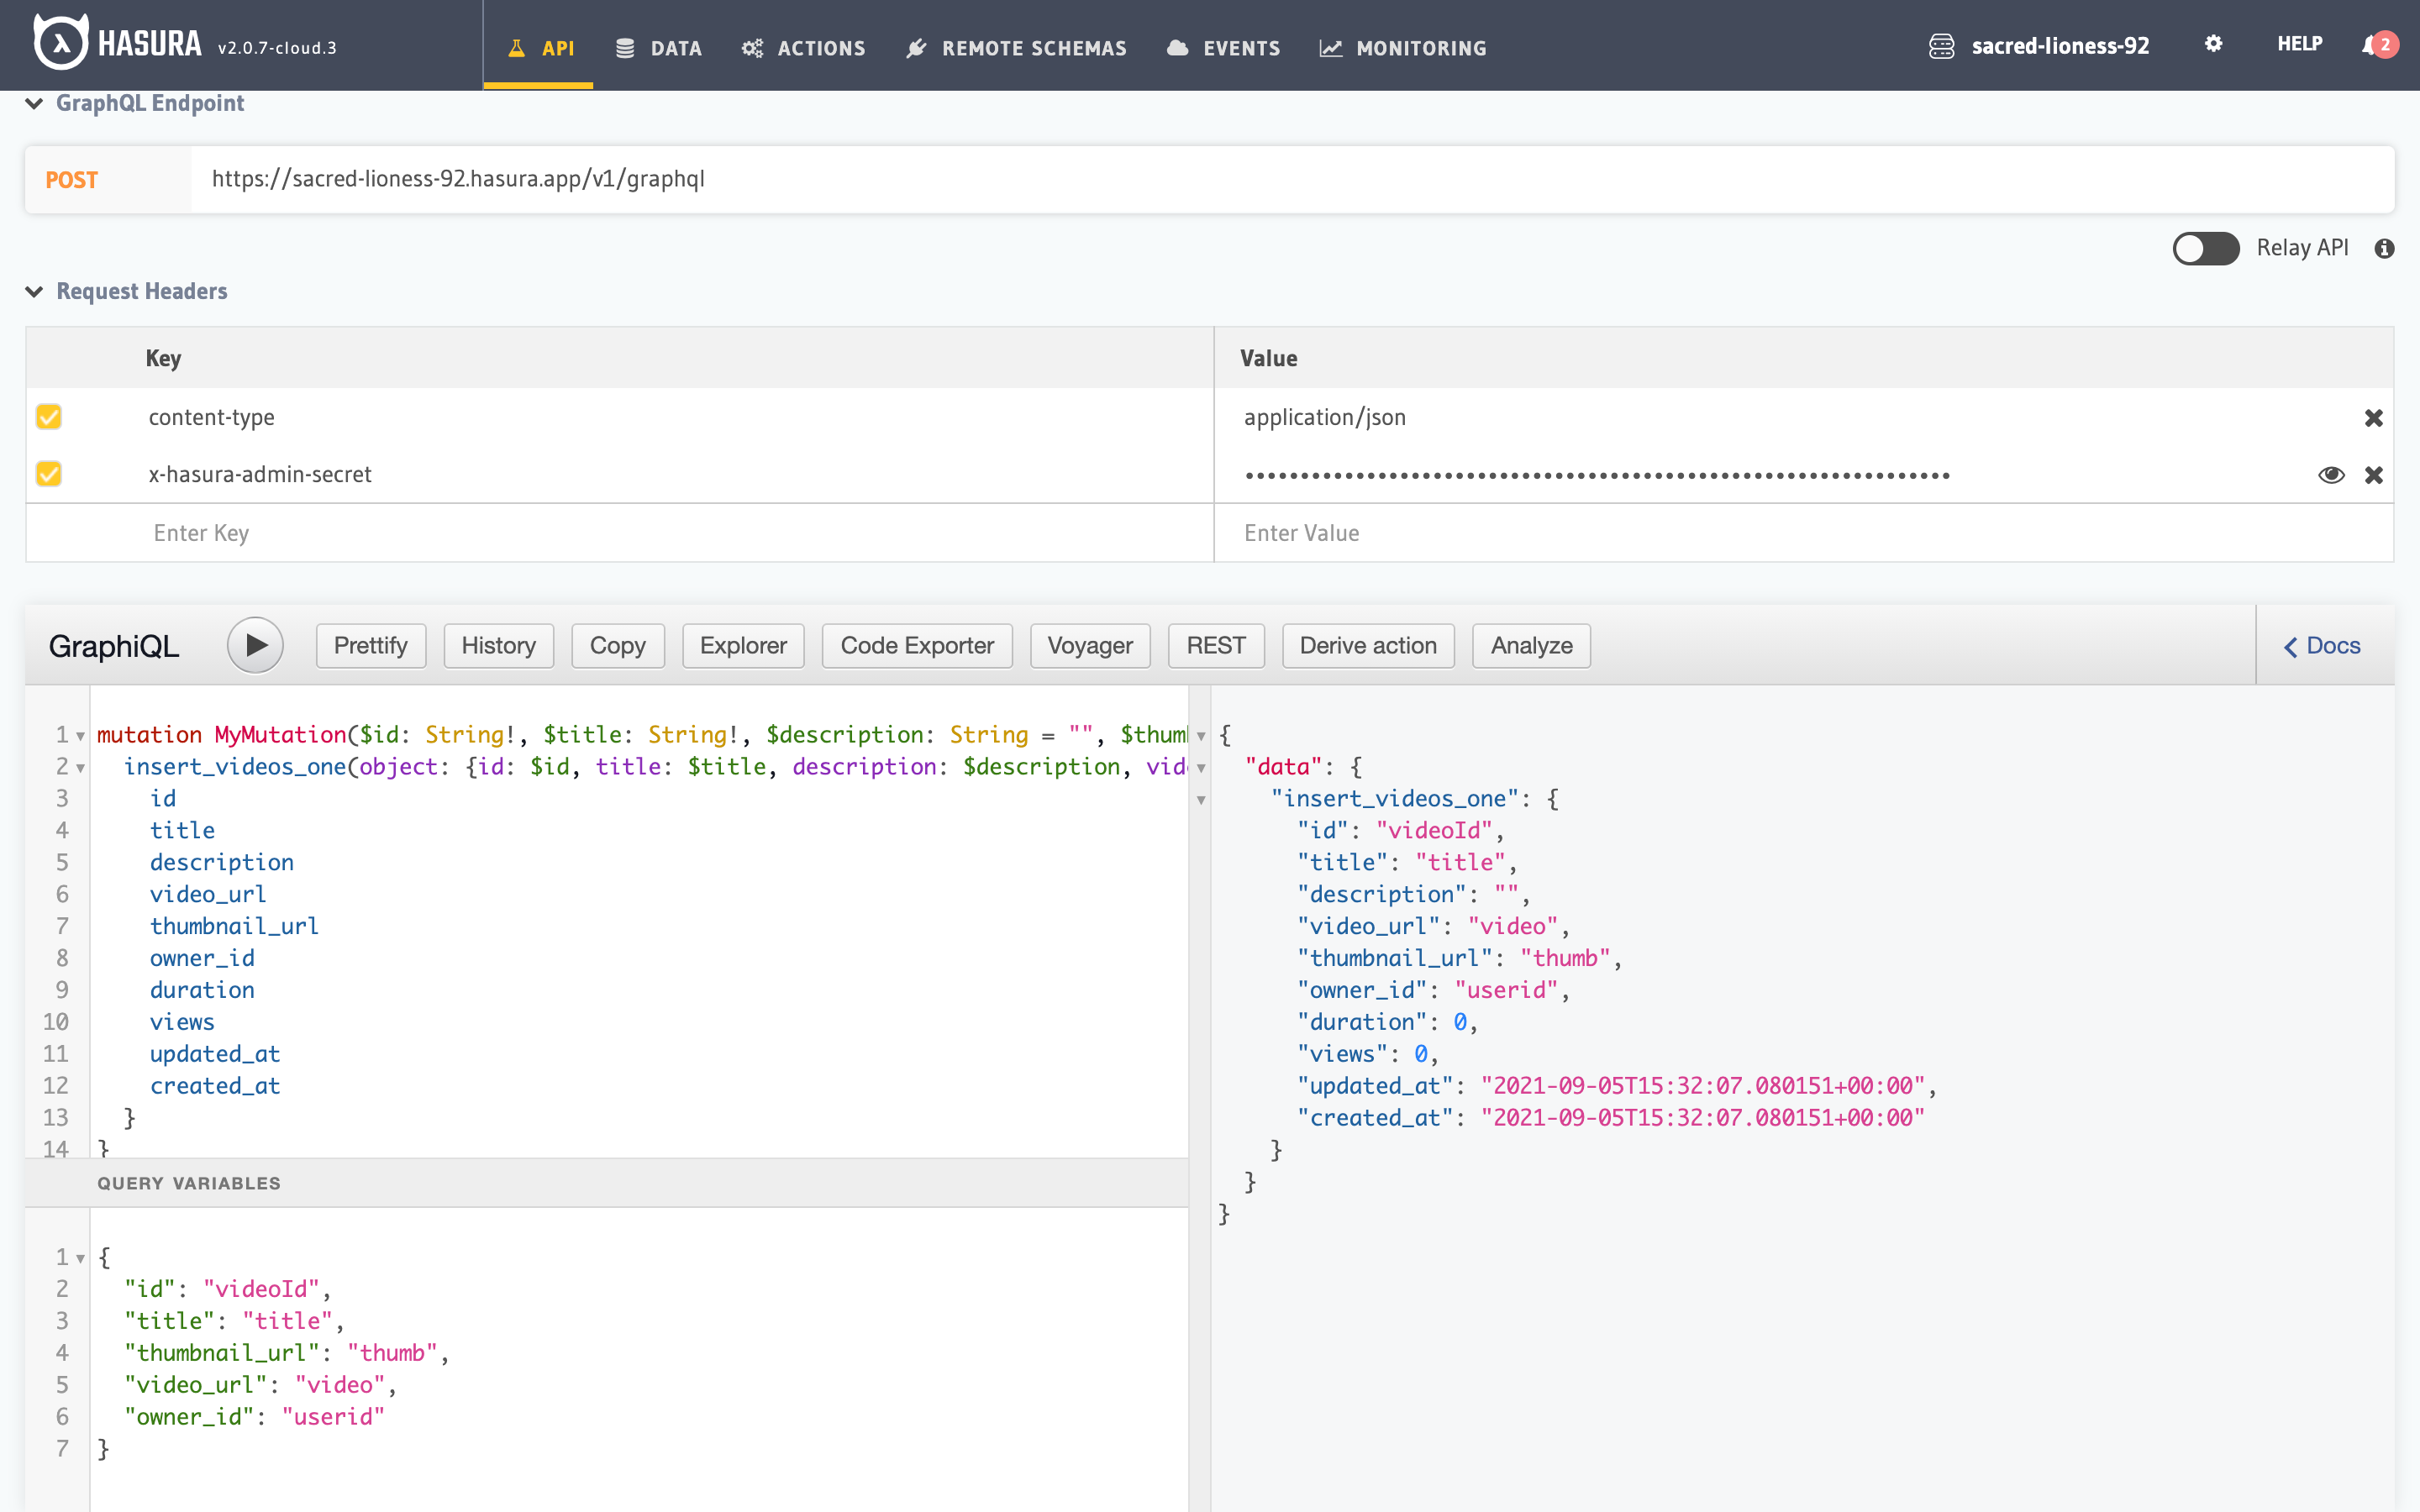 HASURA v2.0.7-cloud.3 API DATA ACTIONS REMOTE SCHEMAS EVENTS MONITORING sacred-lioness-92 HELP 2
GraphQL Endpoint
POST https://sacred-lioness-92.hasura.app/v1/graphql
Relay API
Request Headers
Key Value
content-type application/json
x-hasura-admin-secret ••••••••••••••••••••••••••••••••••••••••••••••••••••••••••••••••
Enter Key Enter Value
GraphiQL Prettify History Copy Explorer Code Exporter Voyager REST Derive action Analyze Docs
1 mutation MyMutation($id: String!, $title: String!, $description: String = "", $thum
2 insert_videos_one(object: {id: $id, title: $title, description: $description, vid
3 id
4 title
5 description
6 video_url
7 thumbnail_url
8 owner_id
9 duration
10 views
11 updated_at
12 created_at
13 }
14 }
QUERY VARIABLES
1 {
2 "id": "videoId",
3 "title": "title",
4 "thumbnail_url": "thumb",
5 "video_url": "video",
6 "owner_id": "userid"
7 }
{
"data": {
"insert_videos_one": {
"id": "videoId",
"title": "title",
"description": "",
"video_url": "video",
"thumbnail_url": "thumb",
"owner_id": "userid",
"duration": 0,
"views": 0,
"updated_at": "2021-09-05T15:32:07.080151+00:00",
"created_at": "2021-09-05T15:32:07.080151+00:00"
}
}
}